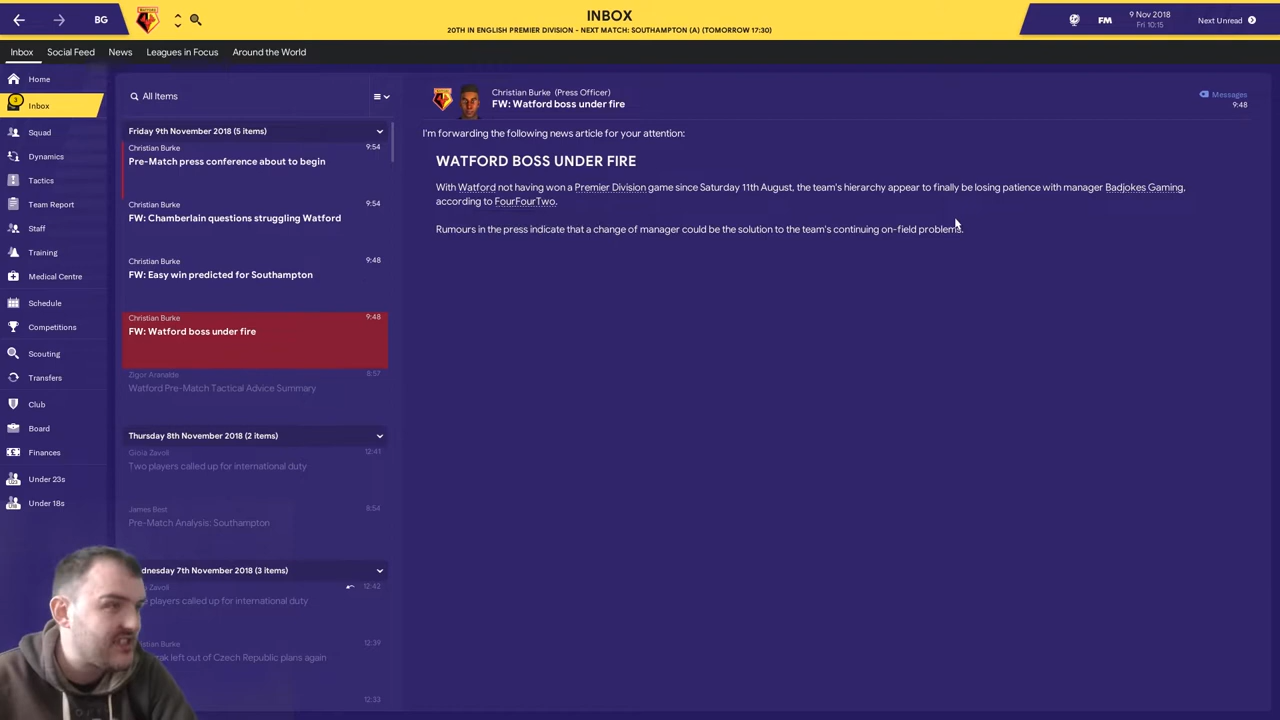 BG
INBOX
20TH IN ENGLISH PREMIER DIVISION - NEXT MATCH: SOUTHAMPTON (A) (TOMORROW 17:30)
FM
9 Nov 2018
Fri 10:15
Next Unread
Inbox
Social Feed
News
Leagues in Focus
Around the World
Home
3
Inbox
Squad
Dynamics
Tactics
Team Report
Staff
Training
Medical Centre
Schedule
Competitions
Scouting
Transfers
Club
Board
Finances
Under 23s
Under 18s
All Items
Friday 9th November 2018 (5 items)
Christian Burke 9:54
Pre-Match press conference about to begin
Christian Burke 9:54
FW: Chamberlain questions struggling Watford
Christian Burke 9:48
FW: Easy win predicted for Southampton
Christian Burke 9:48
FW: Watford boss under fire
Zigor Aranalde 8:57
Watford Pre-Match Tactical Advice Summary
Thursday 8th November 2018 (2 items)
Gioia Zavoli 12:41
Two players called up for international duty
James Best 8:54
Pre-Match Analysis: Southampton
dnesday 7th November 2018 (3 items)
Zavoli 12:42
players called up for international duty
hristian Burke 12:39
left out of Czech Republic plans again
12:33
Christian Burke (Press Officer)
FW: Watford boss under fire
Messages
9:48
I'm forwarding the following news article for your attention:
WATFORD BOSS UNDER FIRE
With Watford not having won a Premier Division game since Saturday 11th August, the team's hierarchy appear to finally be losing patience with manager Badjokes Gaming,
according to FourFourTwo.
Rumours in the press indicate that a change of manager could be the solution to the team's continuing on-field problems.